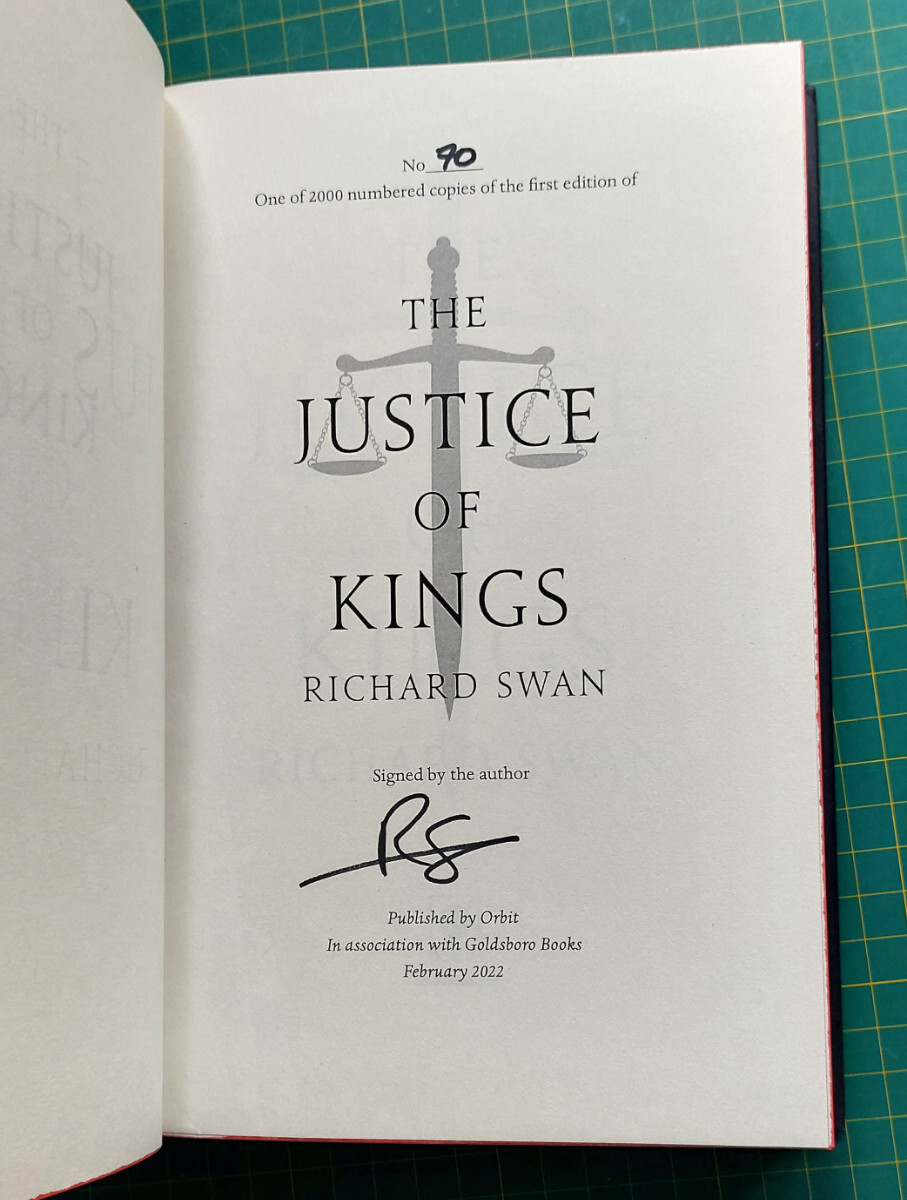 No 90
One of 2000 numbered copies of the first edition of
THE
JUSTICE
OF
KINGS
RICHARD SWAN
Signed by the author
RS
Published by Orbit
In association with Goldsboro Books
February 2022